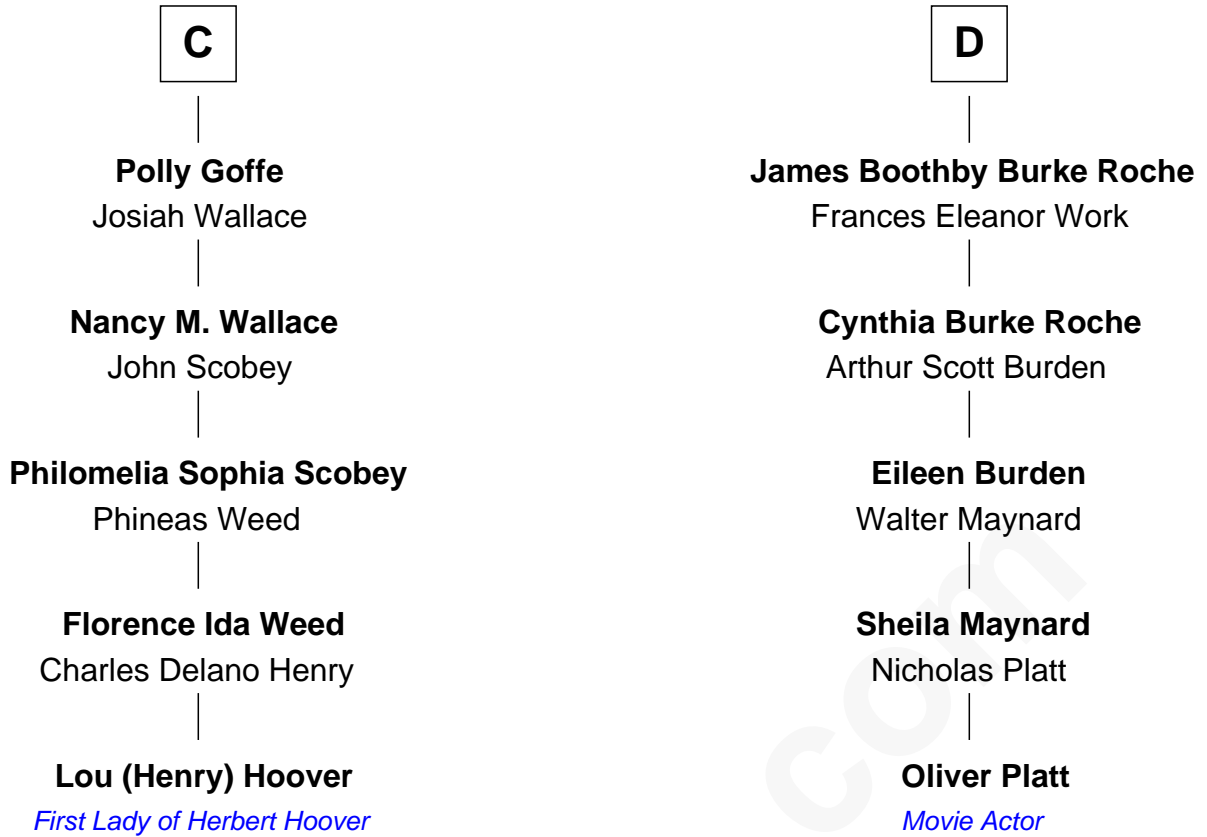 C
Polly Goffe
Josiah Wallace
Nancy M. Wallace
John Scobey
Philomelia Sophia Scobey
Phineas Weed
Florence Ida Weed
Charles Delano Henry
Lou (Henry) Hoover
First Lady of Herbert Hoover
D
James Boothby Burke Roche
Frances Eleanor Work
Cynthia Burke Roche
Arthur Scott Burden
Eileen Burden
Walter Maynard
Sheila Maynard
Nicholas Platt
Oliver Platt
Movie Actor
com